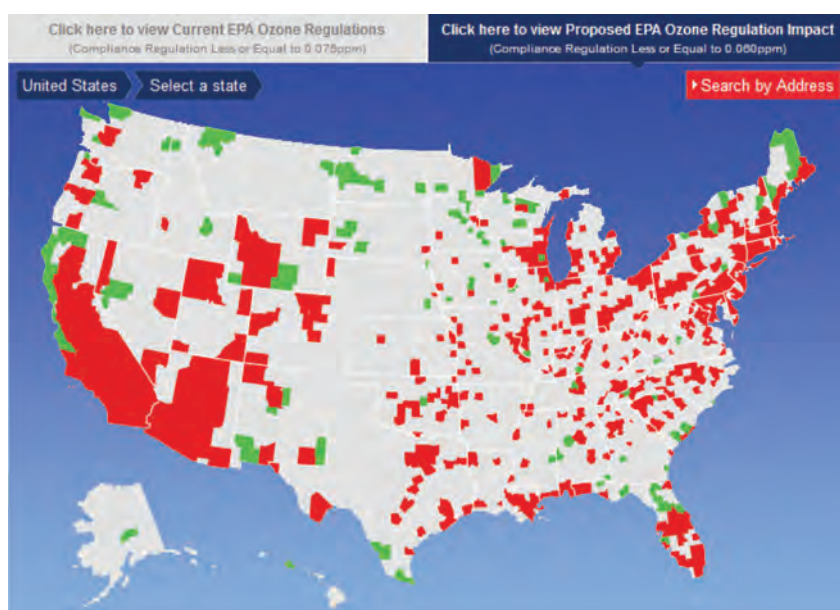 Click here to view Current EPA Ozone Regulations
(Compliance Regulation Less or Equal to 0.075ppm)
Click here to view Proposed EPA Ozone Regulation Impact
(Compliance Regulation Less or Equal to 0.060ppm)
United States
Select a state
Search by Address